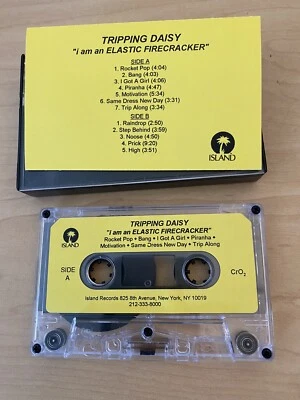 TRIPPING DAISY
"I am an ELASTIC FIRECRACKER"
SIDE A
1. Rocket Pop (4:04)
2. Bang (4:03)
3. I Got A Girl (4:06)
4. Piranha (4:47)
5. Motivation (5:34)
6. Same Dress New Day (3:31)
7. Trip Along (3:34)
SIDE B
1. Raindrop (2:50)
2. Step Behind (3:59)
3. Noose (4:50)
4. Prick (9:20)
5. High (3:51)
ISLAND
TRIPPING DAISY
"I am an ELASTIC FIRECRACKER"
Rocket Pop • Bang • I Got A Girl • Piranha •
Motivation • Same Dress New Day • Trip Along
ISLAND
SIDE
A
CrO2
Island Records 825 8th Avenue, New York, NY 10019
212-333-8000